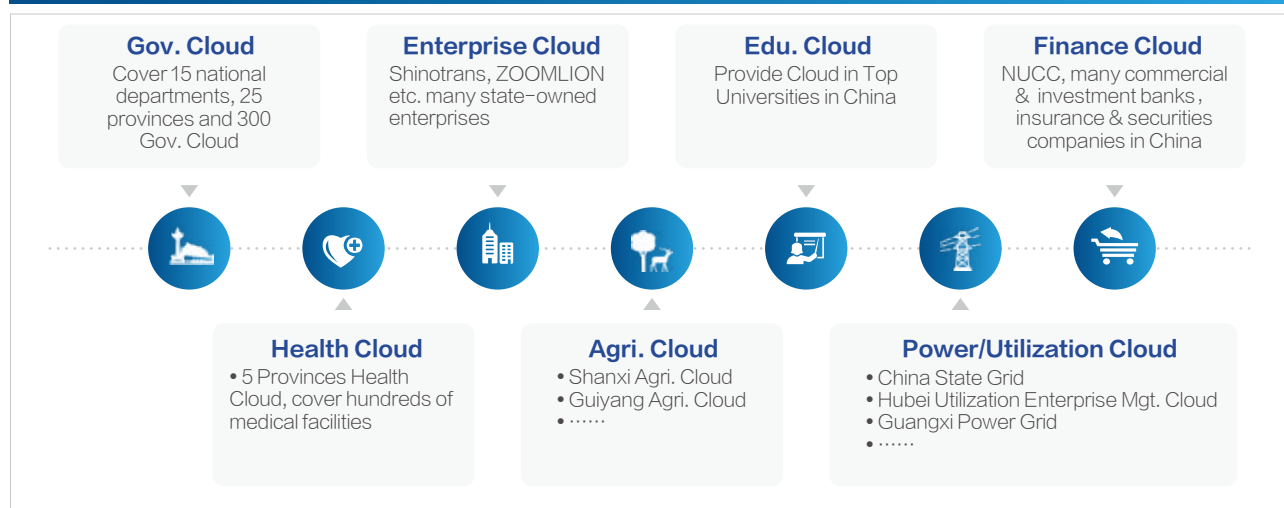 Gov. Cloud
Cover 15 national
departments, 25
provinces and 300
Gov. Cloud
Enterprise Cloud
Shinotrans, ZOOMLION
etc. many state-owned
enterprises
Edu. Cloud
Provide Cloud in Top
Universities in China
Finance Cloud
NUCC, many commercial
& investment banks,
insurance & securities
companies in China
Health Cloud
• 5 Provinces Health
Cloud, cover hundreds of
medical facilities
Agri. Cloud
• Shanxi Agri. Cloud
• Guiyang Agri. Cloud
• ······
Power/Utilization Cloud
• China State Grid
• Hubei Utilization Enterprise Mgt. Cloud
• Guangxi Power Grid
• ······